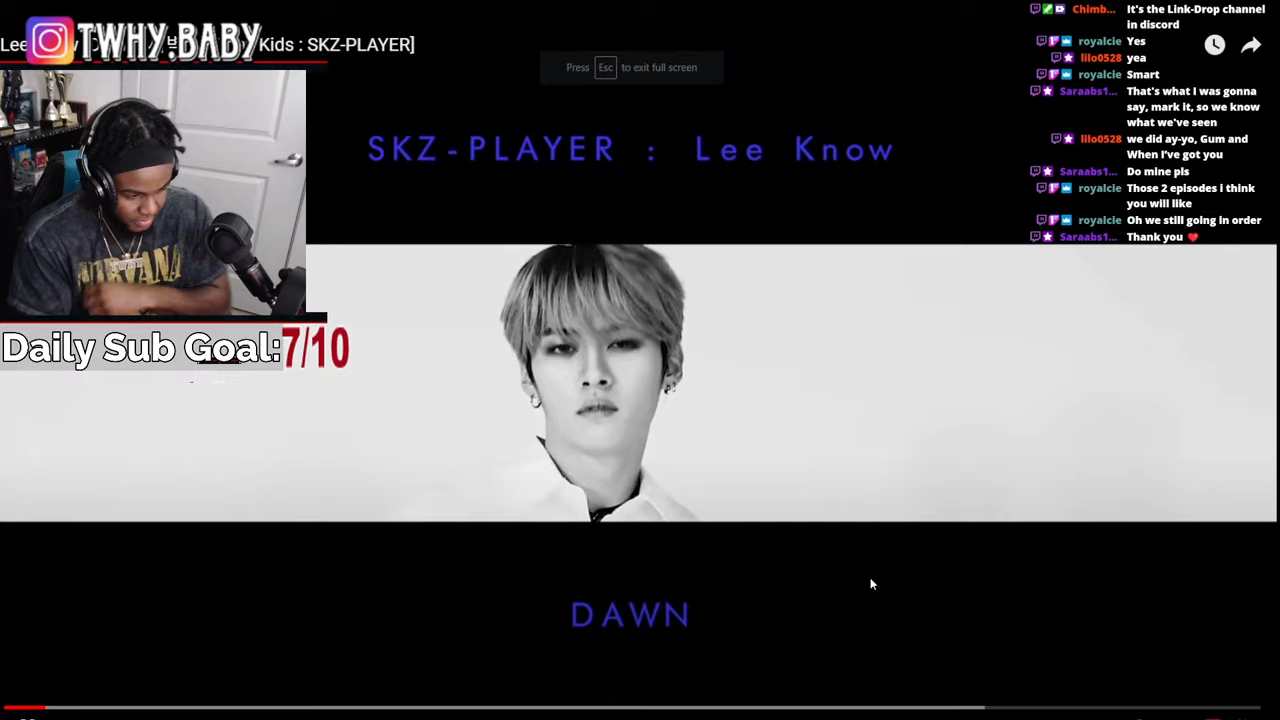 TWHY.BABY
Lee
Kids : SKZ-PLAYER]
Press Esc to exit full screen
SKZ-PLAYER : Lee Know
NIRVANA
Daily Sub Goal: 7/10
DAWN
Chimb... It's the Link-Drop channel
in discord
royalcie Yes
lilo0528 yea
royalcie Smart
Saraabs1... That's what I was gonna
say, mark it, so we know
what we've seen
lilo0528 we did ay-yo, Gum and
When I've got you
Saraabs1... Do mine pls
royalcie Those 2 episodes i think
you will like
royalcie Oh we still going in order
Saraabs1... Thank you ❤️